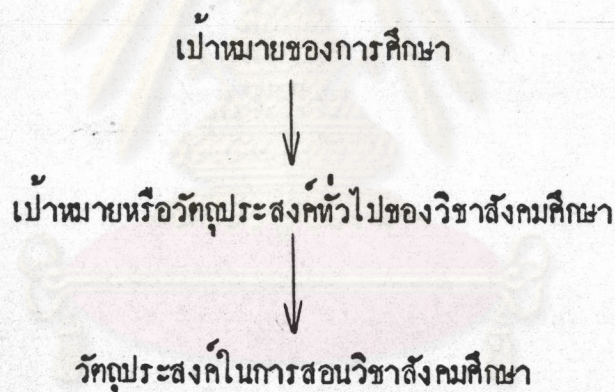 เป้าหมายของการศึกษา
เป้าหมายหรือวัตถุประสงค์ทั่วไปของวิชาสังคมศึกษา
วัตถุประสงค์ในการสอนวิชาสังคมศึกษา